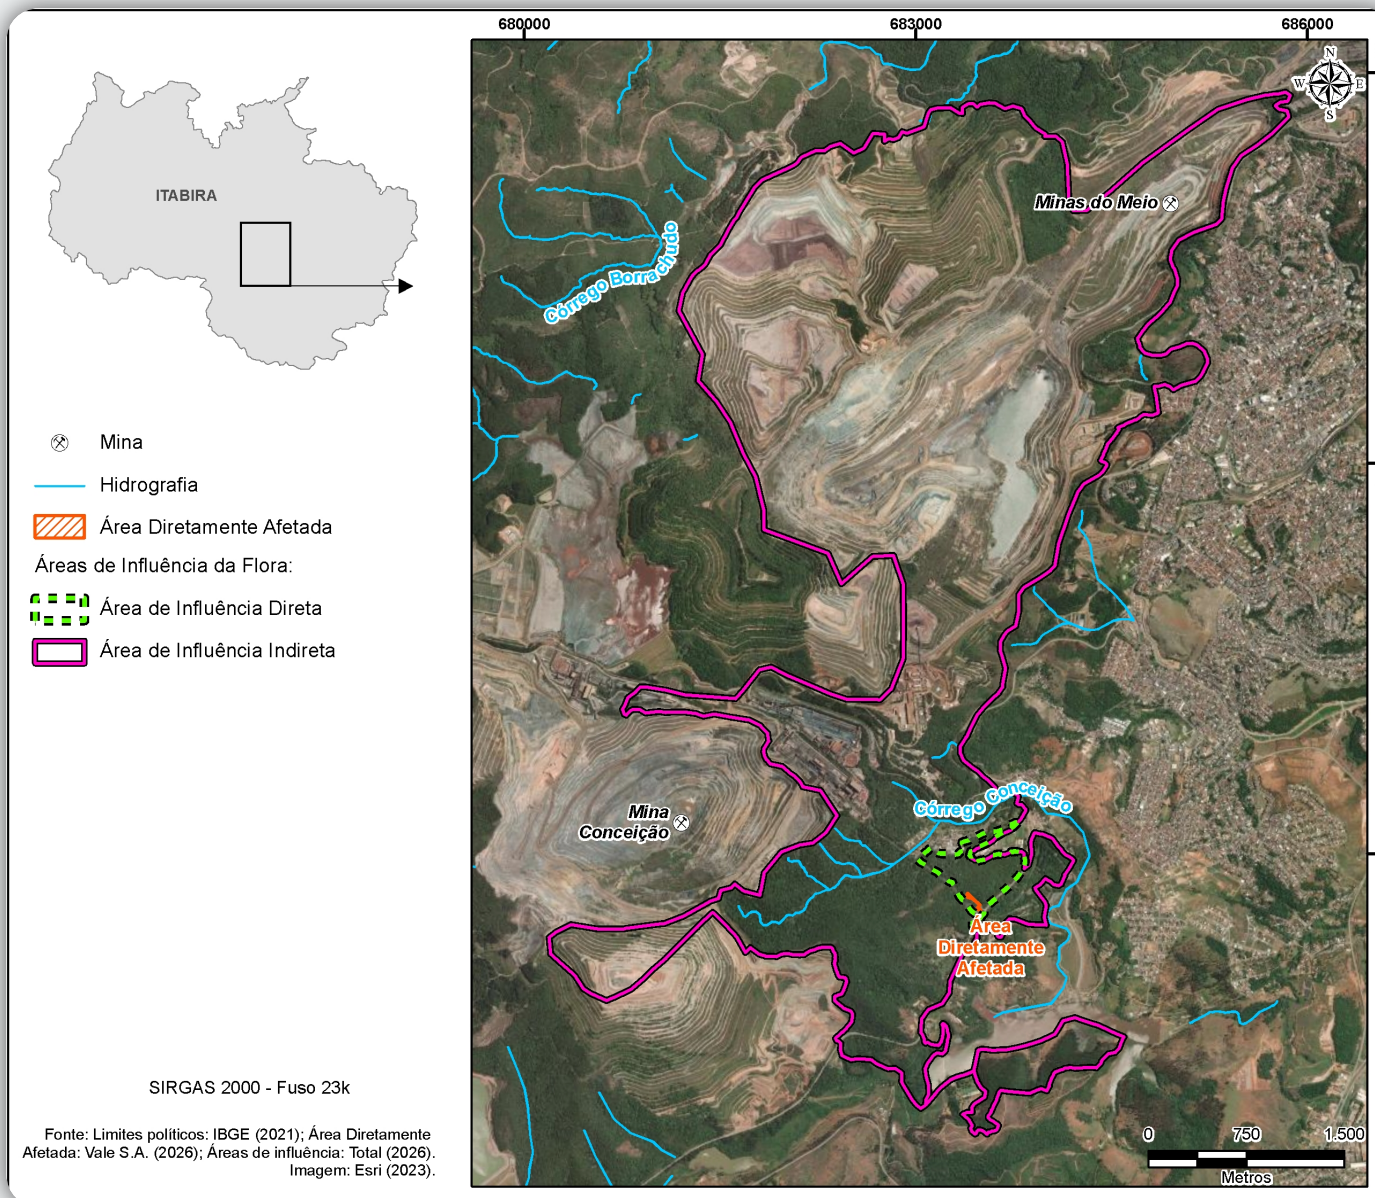 680000
683000
686000
N
W
E
S
ITABIRA
Minas do Meio
Córrego Borrachudo
Mina
Hidrografia
Área Diretamente Afetada
Áreas de Influência da Flora:
Área de Influência Direta
Área de Influência Indireta
Mina
Conceição
Córrego Conceição
Área
Diretamente
Afetada
SIRGAS 2000 - Fuso 23k
Fonte: Limites políticos: IBGE (2021); Área Diretamente
Afetada: Vale S.A. (2026); Áreas de influência: Total (2026).
Imagem: Esri (2023).
0
750
1.500
Metros